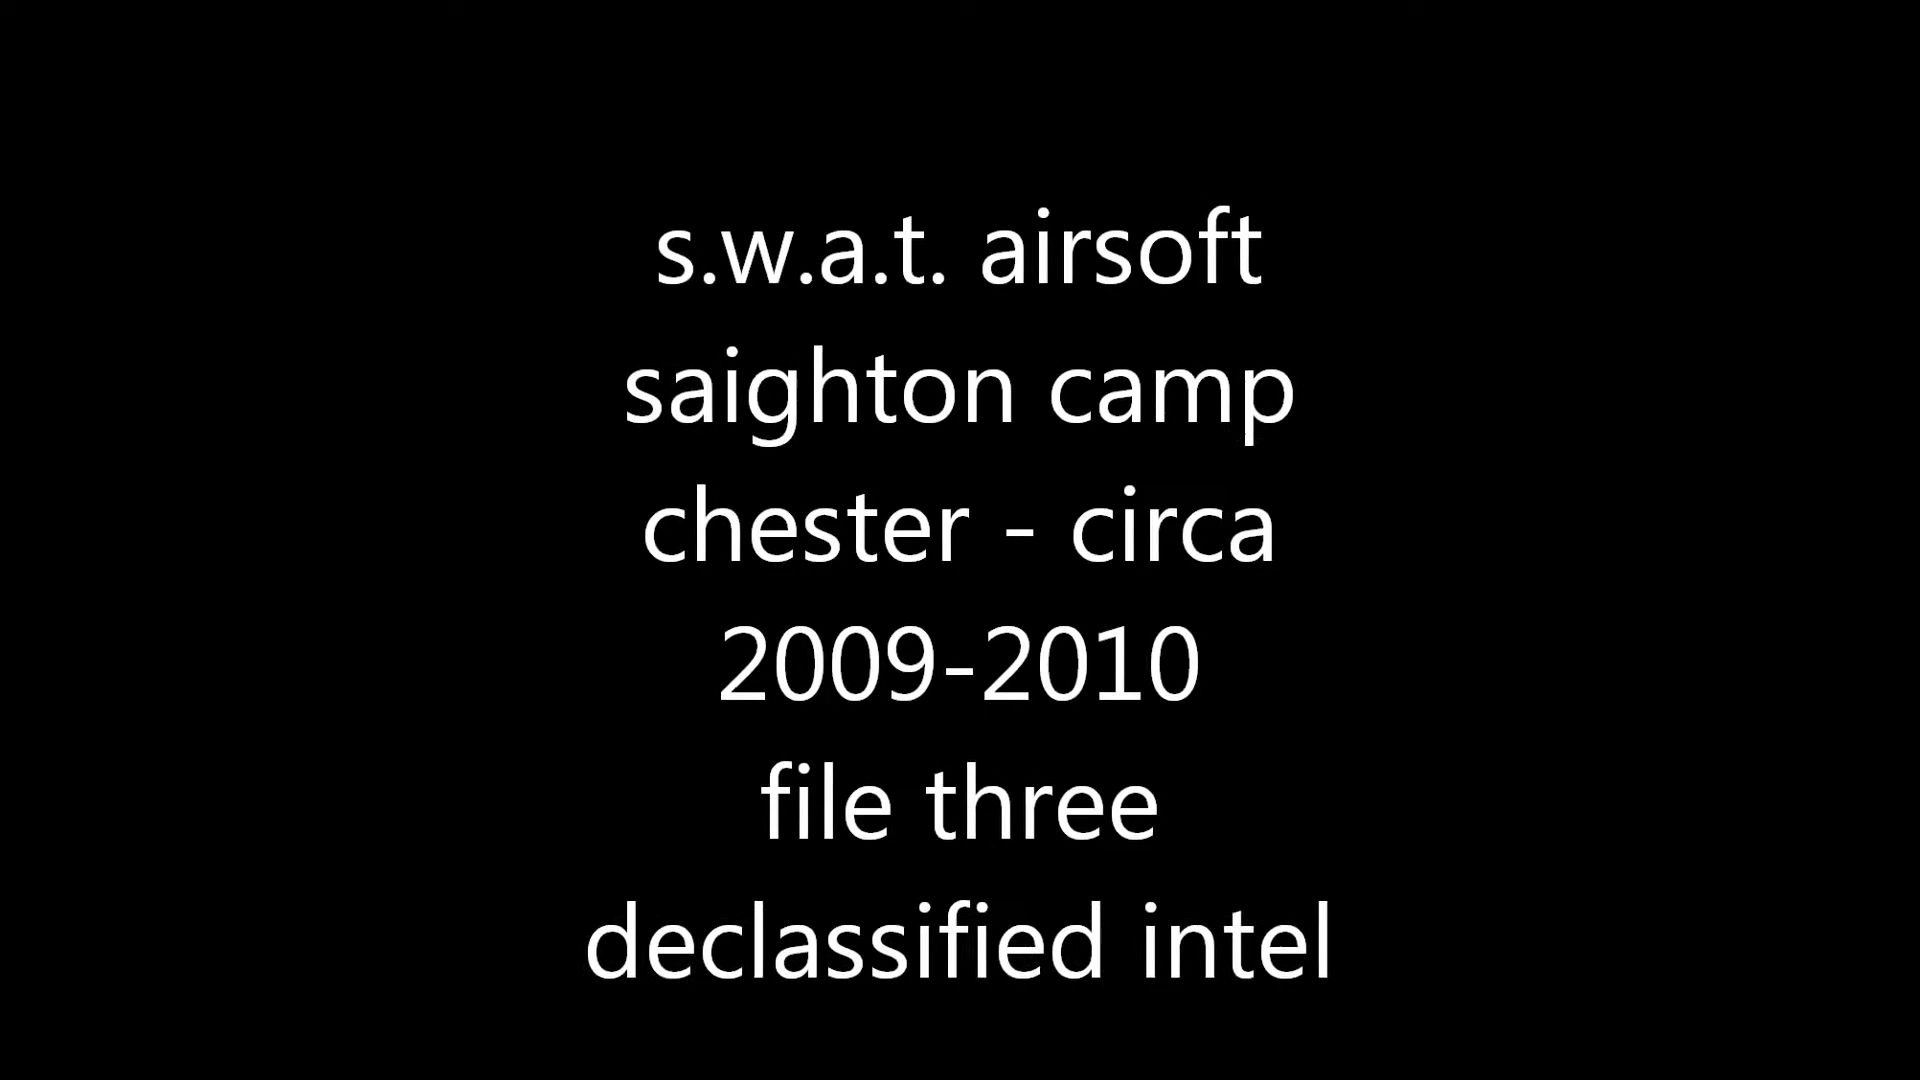 s.w.a.t. airsoft
saighton camp
chester - circa
2009-2010
file three
declassified intel